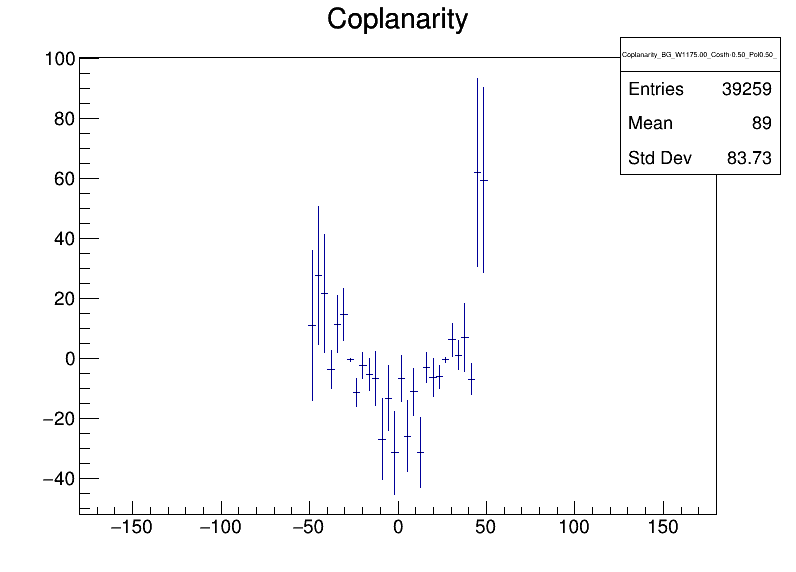 Coplanarity
Coplanarity_BG_W1175.00_Costh-0.50_Pol0.50_
Entries 39259
Mean 89
Std Dev 83.73
100
80
60
40
20
0
−20
−40
−150 −100 −50 0 50 100 150